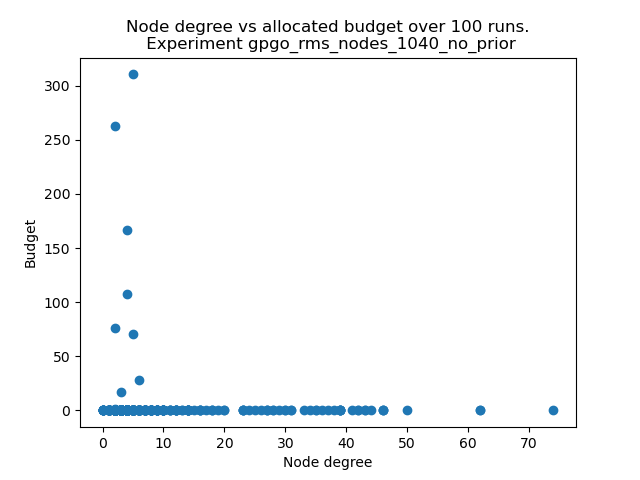 Node degree vs allocated budget over 100 runs.
Experiment gpgo_rms_nodes_1040_no_prior
300
250
200
150
100
50
0
Budget
0 10 20 30 40 50 60 70
Node degree